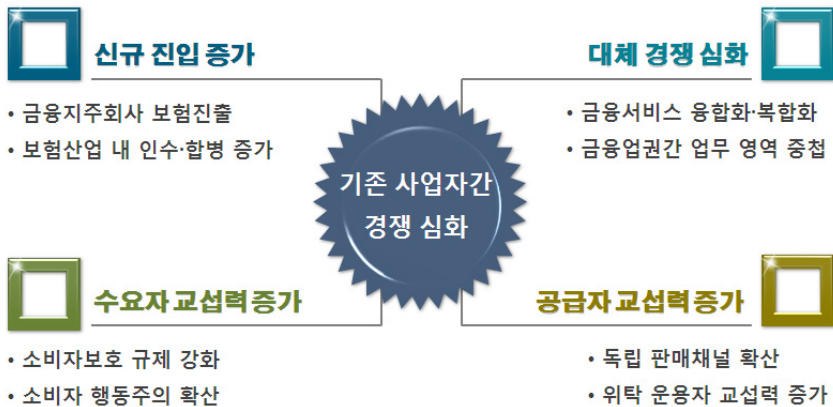 신규 진입 증가
• 금융지주회사 보험진출
• 보험산업 내 인수·합병 증가
대체 경쟁 심화
• 금융서비스 융합화·복합화
• 금융업권간 업무 영역 중첩
기존 사업자간
경쟁 심화
수요자 교섭력 증가
• 소비자보호 규제 강화
• 소비자 행동주의 확산
공급자 교섭력 증가
• 독립 판매채널 확산
• 위탁 운용자 교섭력 증가